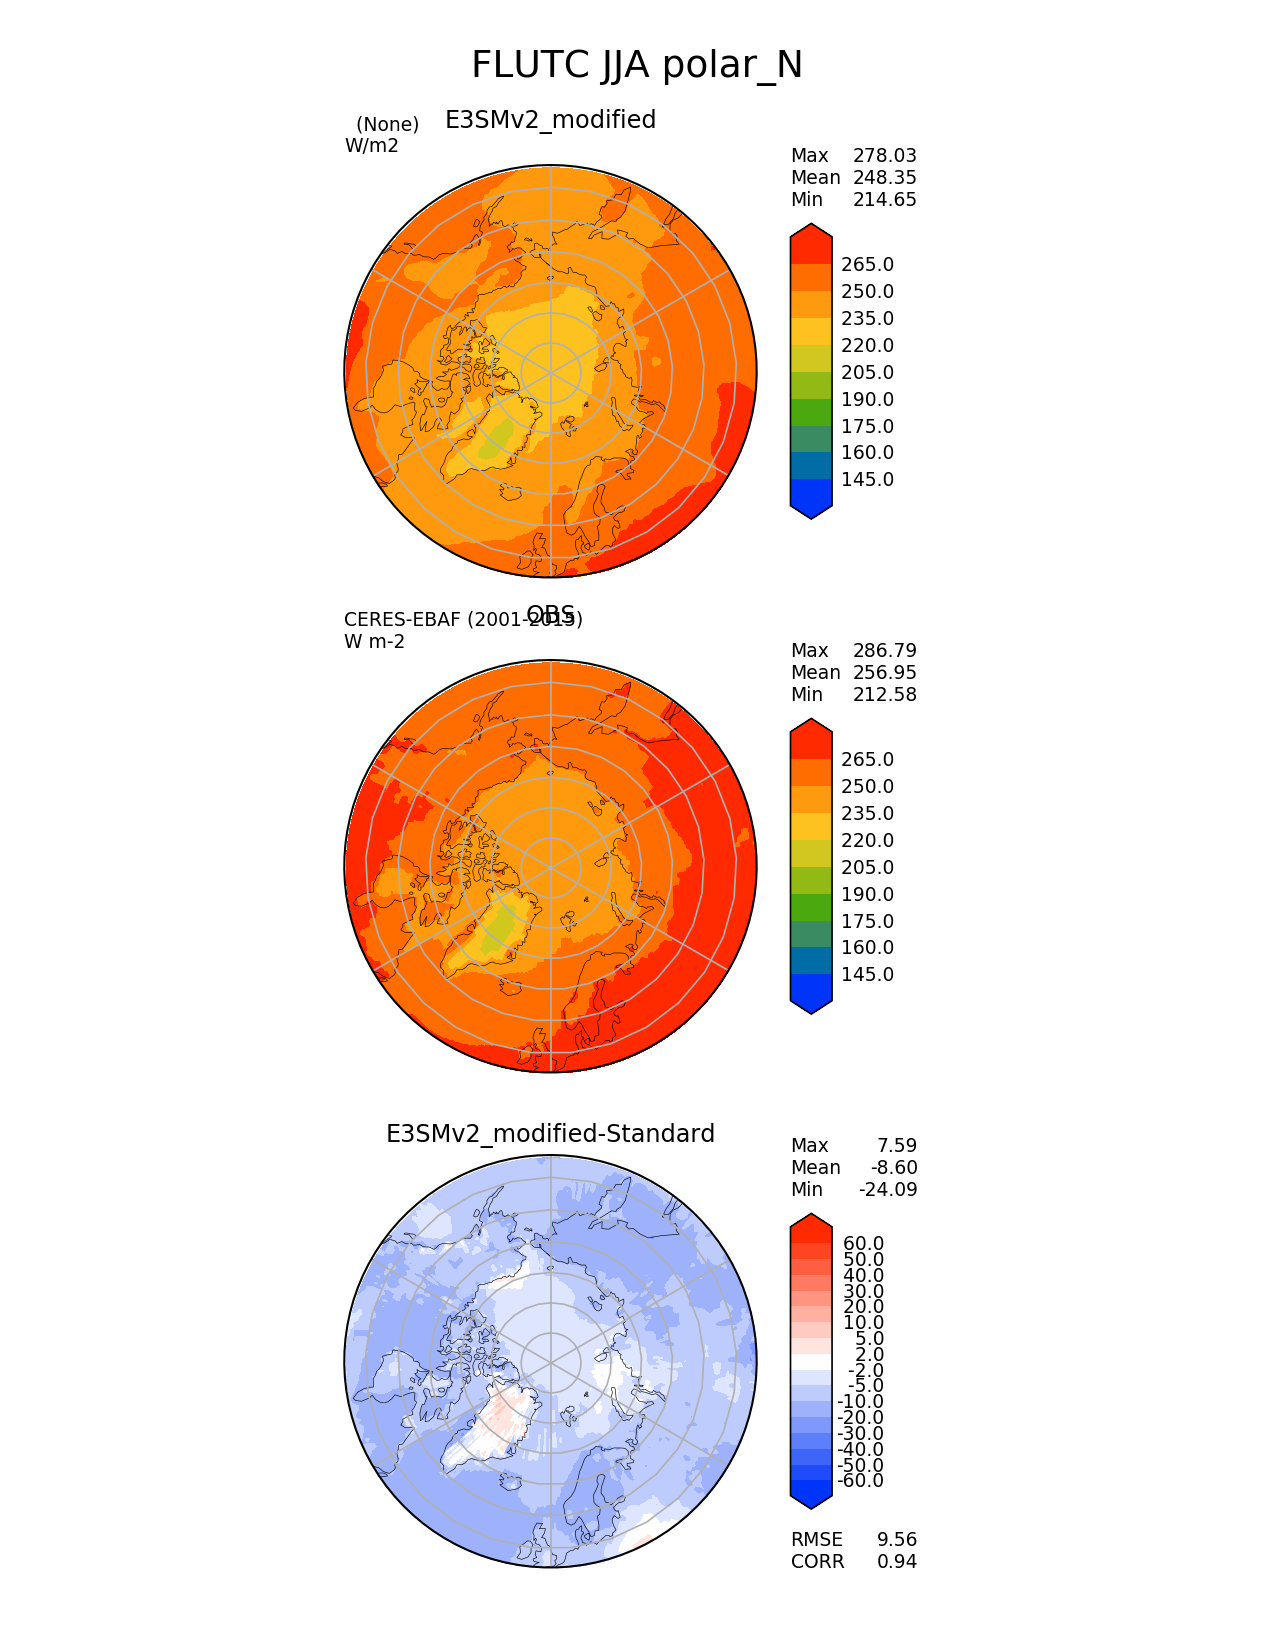 FLUTC JJA polar_N
E3SMv2_modified
(None)
W/m2
Max 278.03
Mean 248.35
Min 214.65
265.0
250.0
235.0
220.0
205.0
190.0
175.0
160.0
145.0
OBS
CERES-EBAF (2001-2015)
W m-2
Max 286.79
Mean 256.95
Min 212.58
265.0
250.0
235.0
220.0
205.0
190.0
175.0
160.0
145.0
E3SMv2_modified-Standard
Max 7.59
Mean -8.60
Min -24.09
60.0
50.0
40.0
30.0
20.0
10.0
5.0
2.0
-2.0
-5.0
-10.0
-20.0
-30.0
-40.0
-50.0
-60.0
RMSE 9.56
CORR 0.94